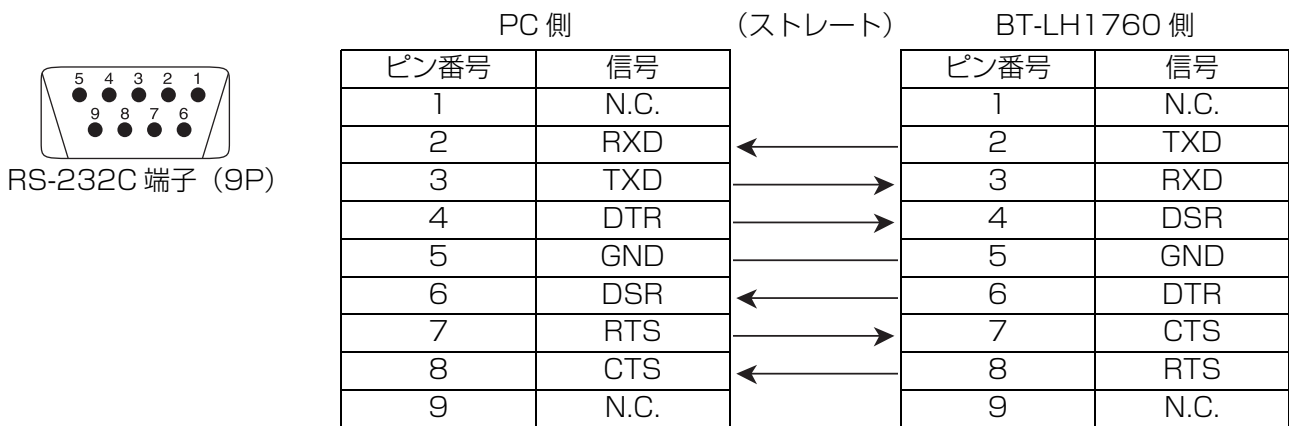 PC 側 （ストレート） BT-LH1760 側
5 4 3 2 1
9 8 7 6
RS-232C 端子（9P）
ピン番号 信号 ピン番号 信号
1 N.C. 1 N.C.
2 RXD 2 TXD
3 TXD 3 RXD
4 DTR 4 DSR
5 GND 5 GND
6 DSR 6 DTR
7 RTS 7 CTS
8 CTS 8 RTS
9 N.C. 9 N.C.